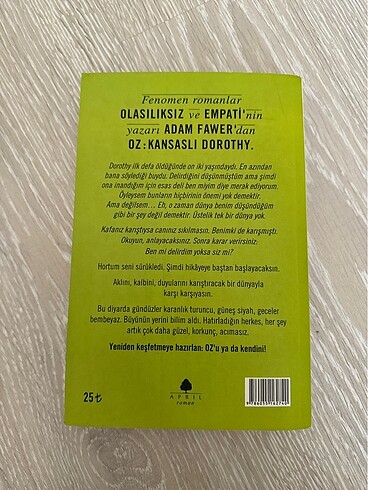 Fenomen romanlar
OLASILIKSIZ ve EMPATİ'nin
yazarı ADAM FAWER'dan
OZ: KANSASLI DOROTHY.
Dorothy ilk defa öldüğünde on iki yaşındaydı. En azından
bana söylediği buydu. Delirdiğini düşünmüştüm ama şimdi
ona inandığım için esas deli ben miyim diye merak ediyorum.
Öyleysem bunların hiçbirinin önemi yok demektir.
Ama değilsem... Eh, o zaman dünya benim düşündüğüm
gibi bir şey değil demektir. Üstelik tek bir dünya yok.
Kafanız karıştıysa canınız sıkılmasın. Benimki de karışmıştı.
Okuyun, anlayacaksınız. Sonra karar verirsiniz:
Ben mi delirdim yoksa siz mi?
Hortum seni sürükledi. Şimdi hikâyeye baştan başlayacaksın.
Aklını, kalbini, duyularını karıştıracak bir dünyayla
karşı karşıyasın.
Bu diyarda gündüzler karanlık turuncu, güneş siyah, geceler
bembeyaz. Büyünün yerini bilim aldı. Hatırladığın herkes, her şey
artık çok daha güzel, korkunç, acımasız.
Yeniden keşfetmeye hazırlan: OZ'u ya da kendini!
25 ₺
APRIL
roman
9 786055 162740